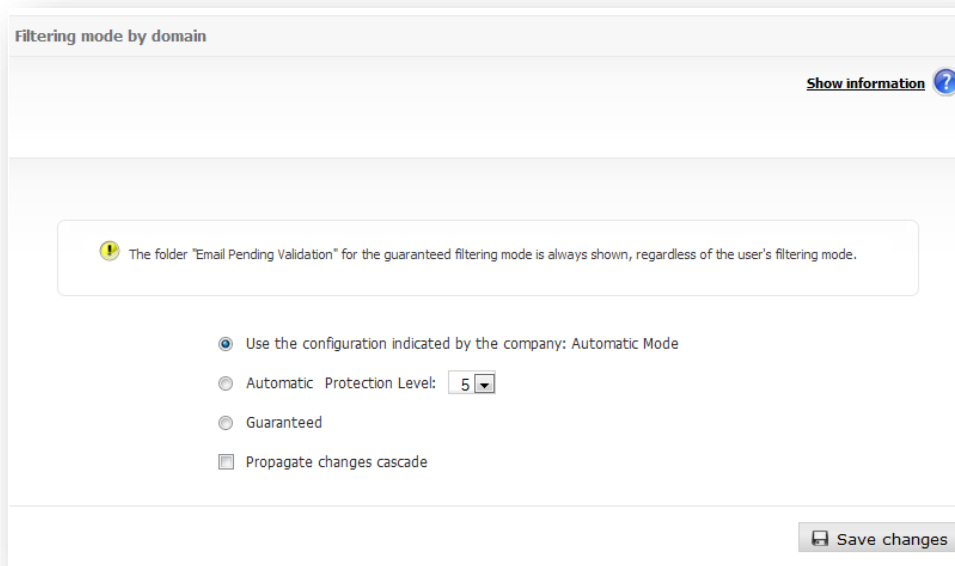 Filtering mode by domain
Show information ?
The folder "Email Pending Validation" for the guaranteed filtering mode is always shown, regardless of the user's filtering mode.
Use the configuration indicated by the company: Automatic Mode
Automatic Protection Level: 5
Guaranteed
Propagate changes cascade
Save changes